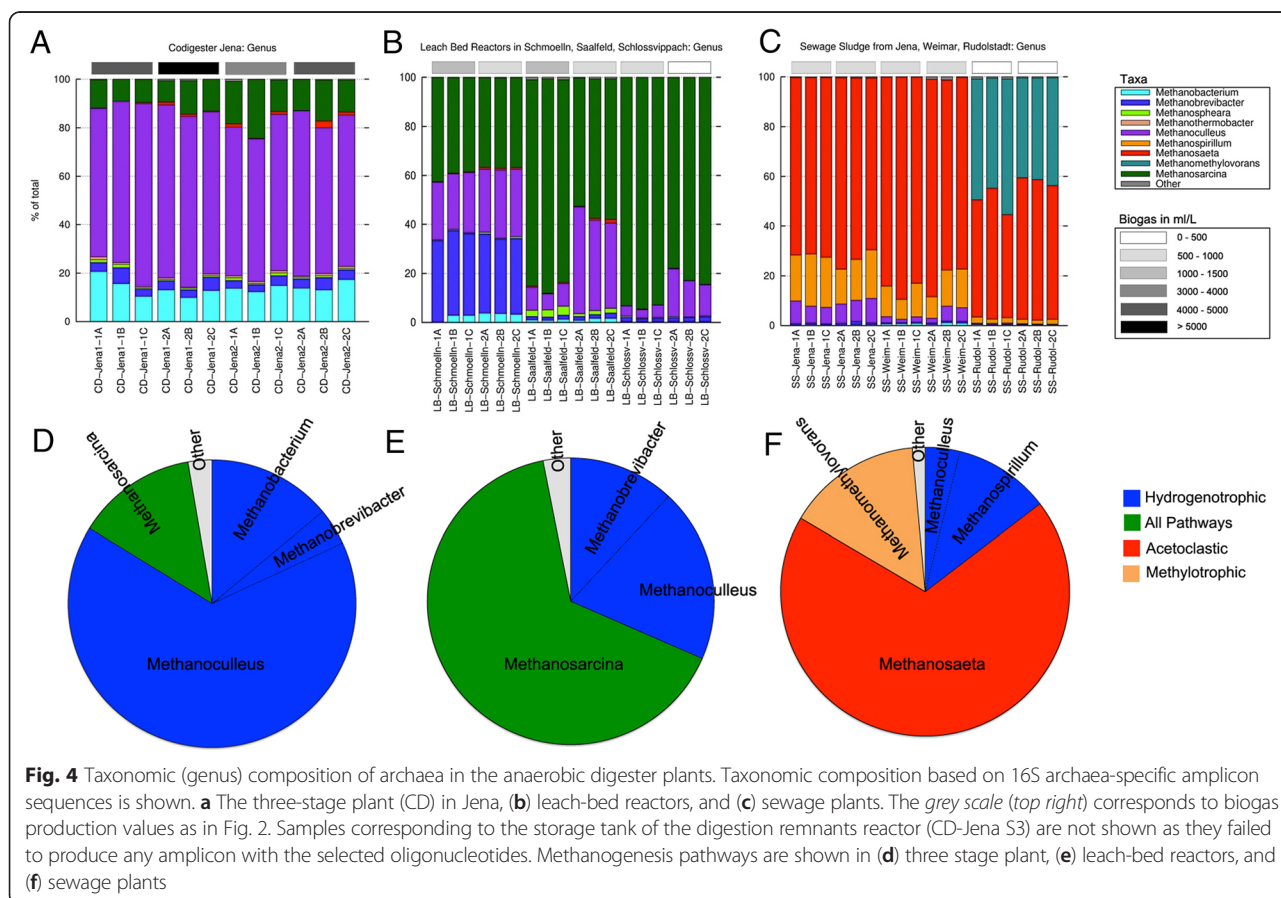 A
Codigester Jena: Genus
% of total
100
80
60
40
20
0
CD-Jena1-1A
CD-Jena1-1B
CD-Jena1-1C
CD-Jena1-2A
CD-Jena1-2B
CD-Jena1-2C
CD-Jena2-1A
CD-Jena2-1B
CD-Jena2-1C
CD-Jena2-2A
CD-Jena2-2B
CD-Jena2-2C
B
Leach Bed Reactors in Schmoelln, Saalfeld, Schlossvippach: Genus
100
80
60
40
20
0
LB-Schmoelln-1A
LB-Schmoelln-1B
LB-Schmoelln-1C
LB-Schmoelln-2A
LB-Schmoelln-2B
LB-Schmoelln-2C
LB-Saalfeld-1A
LB-Saalfeld-1B
LB-Saalfeld-1C
LB-Saalfeld-2A
LB-Saalfeld-2B
LB-Saalfeld-2C
LB-Schlossv-1A
LB-Schlossv-1B
LB-Schlossv-1C
LB-Schlossv-2A
LB-Schlossv-2B
LB-Schlossv-2C
C
Sewage Sludge from Jena, Weimar, Rudolstadt: Genus
100
80
60
40
20
0
SS-Jena-1A
SS-Jena-1B
SS-Jena-1C
SS-Jena-2A
SS-Jena-2B
SS-Jena-2C
SS-Weim-1A
SS-Weim-1B
SS-Weim-1C
SS-Weim-2A
SS-Weim-2B
SS-Weim-2C
SS-Rudol-1A
SS-Rudol-1B
SS-Rudol-1C
SS-Rudol-2A
SS-Rudol-2B
SS-Rudol-2C
Taxa
Methanobacterium
Methanobrevibacter
Methanospheara
Methanothermobacter
Methanoculleus
Methanospirillum
Methanosaeta
Methanomethylovorans
Methanosarcina
Other
Biogas in ml/L
0 - 500
500 - 1000
1000 - 1500
3000 - 4000
4000 - 5000
> 5000
D
Methanosarcina
Other
Methanobacterium
Methanobrevibacter
Methanoculleus
E
Other
Methanobrevibacter
Methanoculleus
Methanosarcina
F
Methanomethylovorans
Other
Methanoculleus
Methanospirillum
Methanosaeta
Hydrogenotrophic
All Pathways
Acetoclastic
Methylotrophic
Fig. 4 Taxonomic (genus) composition of archaea in the anaerobic digester plants. Taxonomic composition based on 16S archaea-specific amplicon
sequences is shown. a The three-stage plant (CD) in Jena, (b) leach-bed reactors, and (c) sewage plants. The grey scale (top right) corresponds to biogas
production values as in Fig. 2. Samples corresponding to the storage tank of the digestion remnants reactor (CD-Jena S3) are not shown as they failed
to produce any amplicon with the selected oligonucleotides. Methanogenesis pathways are shown in (d) three stage plant, (e) leach-bed reactors, and
(f) sewage plants